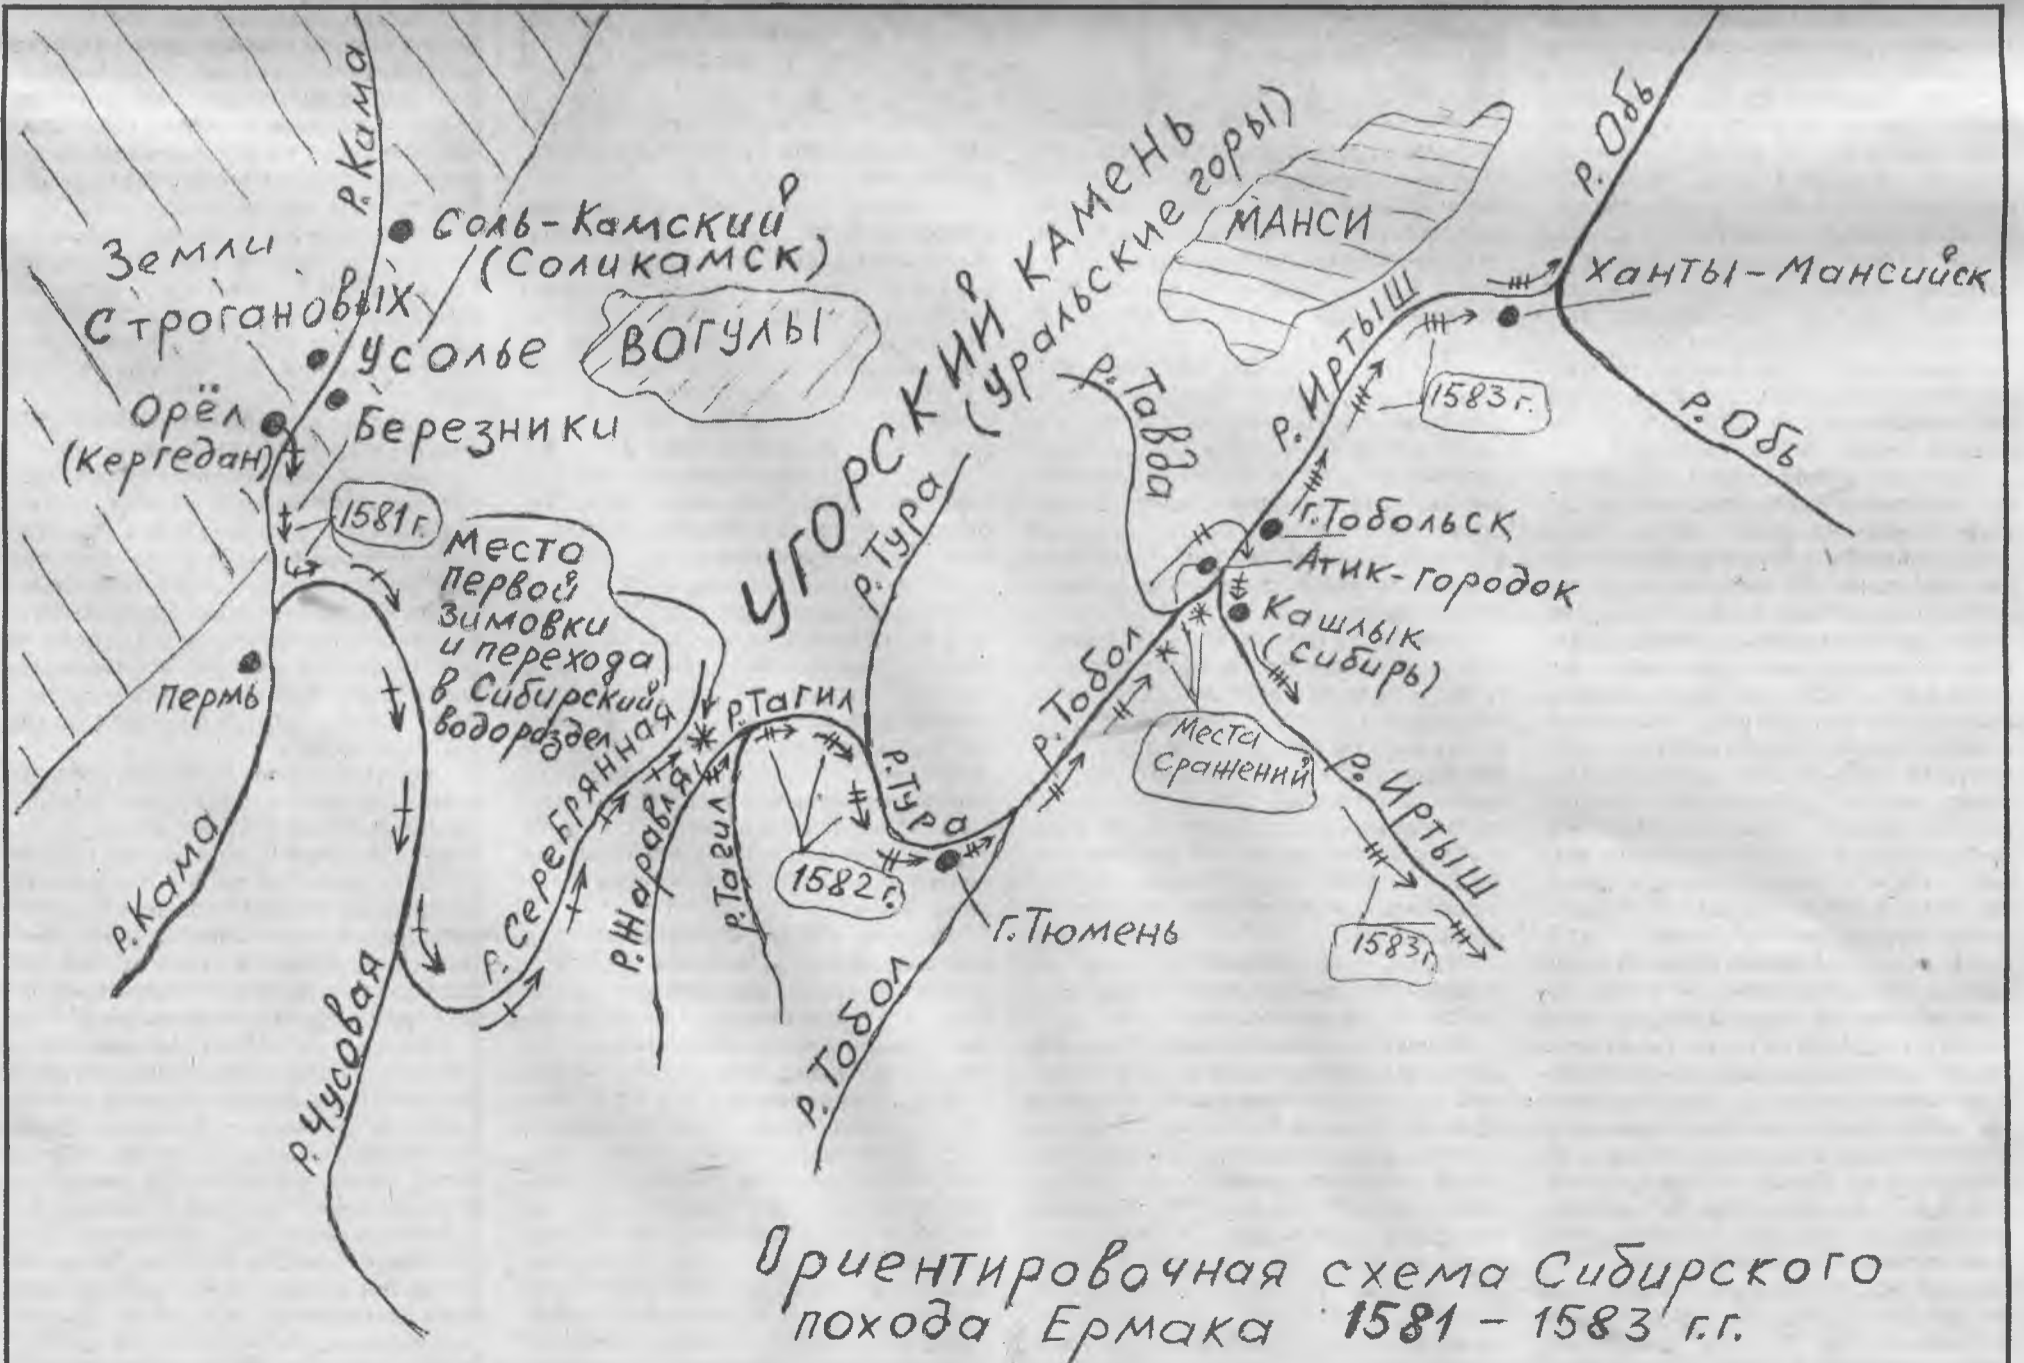 р. Кама
Соль-Камский
(Соликамск)
Земли
Строгановых
Усолье
Орёл
(Кергедан)
Березники
1581 г.
ВОГУЛЫ
Место
первой
зимовки
и перехода
в Сибирский
водораздел
Пермь
р. Кама
р. Чусовая
р. Серебрянная
р. Жаравля
р. Тагил
р. Тагил
1582 г.
УГОРСКИЙ КАМЕНЬ
(Уральские горы)
р. Тура
р. Тура
г. Тюмень
р. Тобол
р. Тобол
р. Тавда
МАНСИ
р. Иртыш
1583 г.
р. Обь
Ханты-Мансийск
р. Обь
г. Тобольск
Атик-городок
Кашлык
(Сибирь)
Места
Сражений
р. Иртыш
1583 г.
Ориентировочная схема Сибирского
похода Ермака 1581 – 1583 г.г.